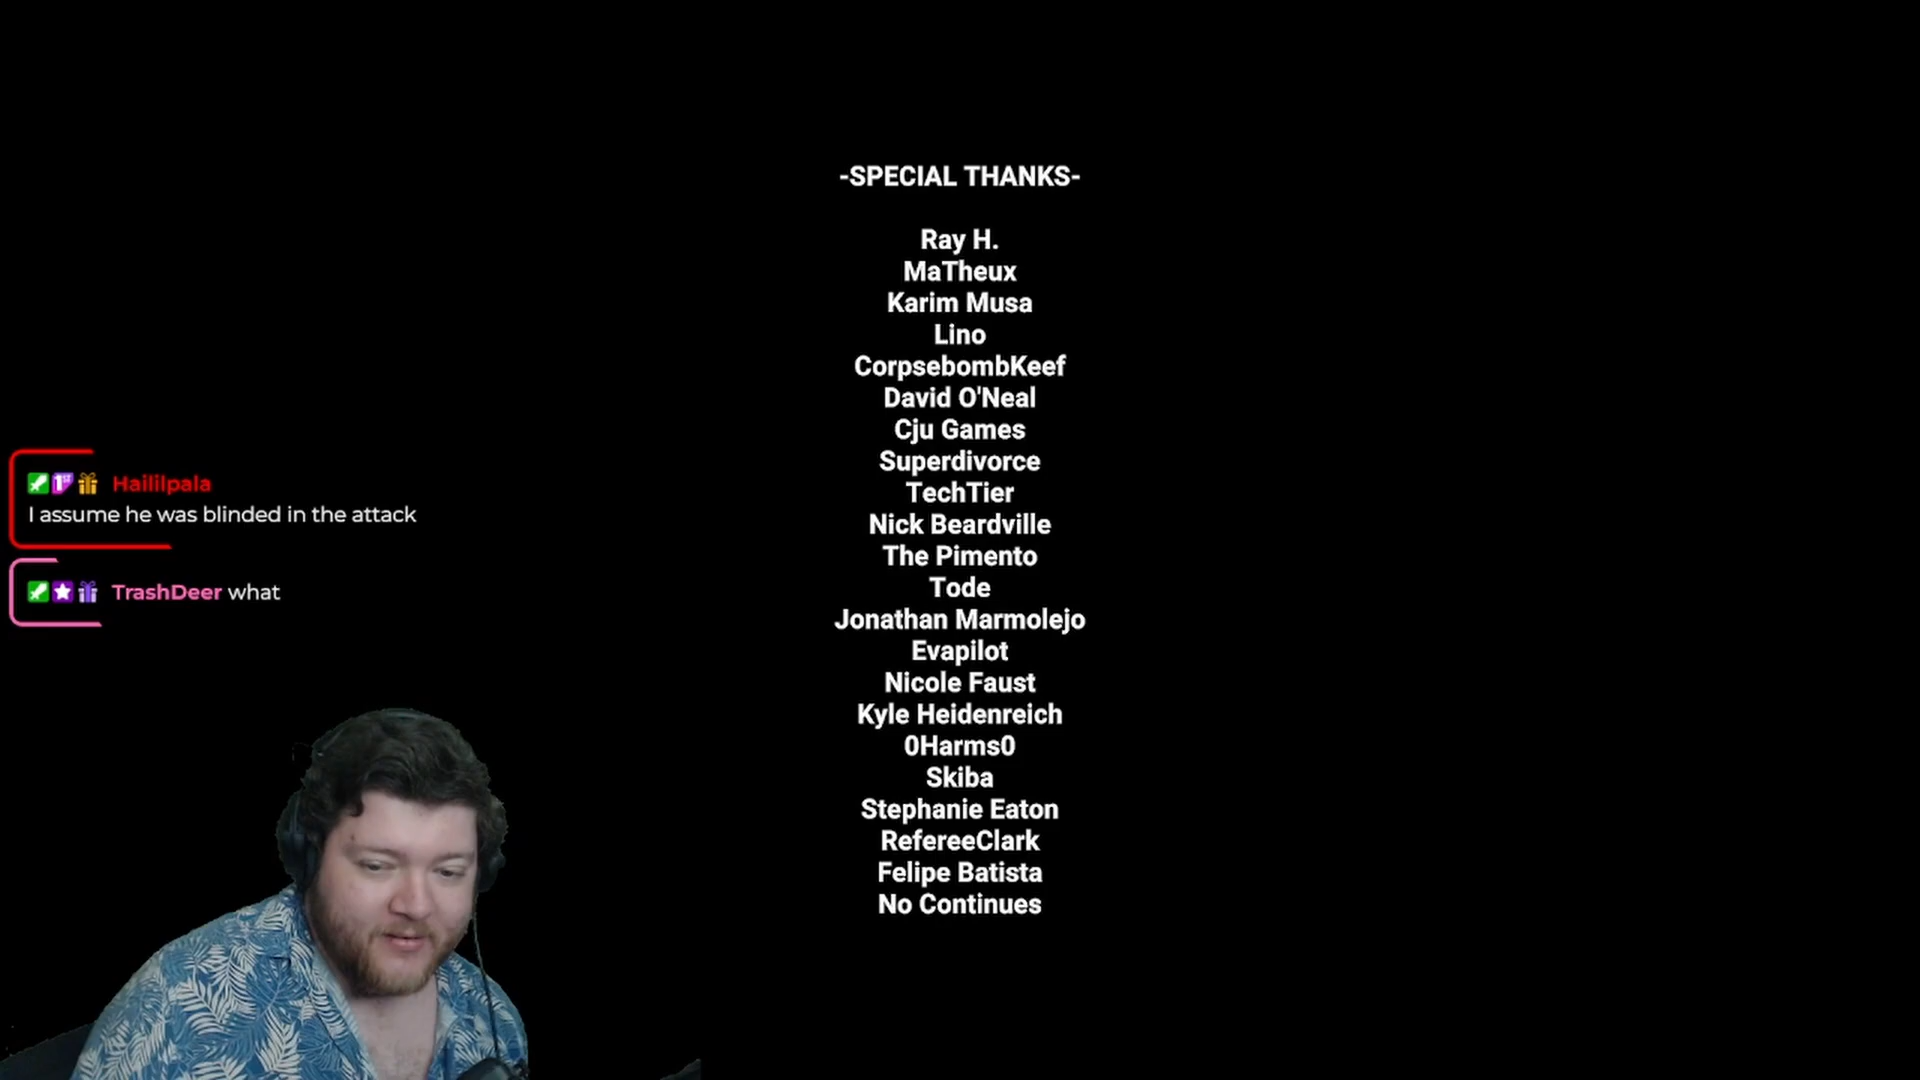 -SPECIAL THANKS-
Ray H.
MaTheux
Karim Musa
Lino
CorpsebombKeef
David O'Neal
Cju Games
Superdivorce
TechTier
Nick Beardville
The Pimento
Tode
Jonathan Marmolejo
Evapilot
Nicole Faust
Kyle Heidenreich
0Harms0
Skiba
Stephanie Eaton
RefereeClark
Felipe Batista
No Continues
Haililpala
I assume he was blinded in the attack
TrashDeer what